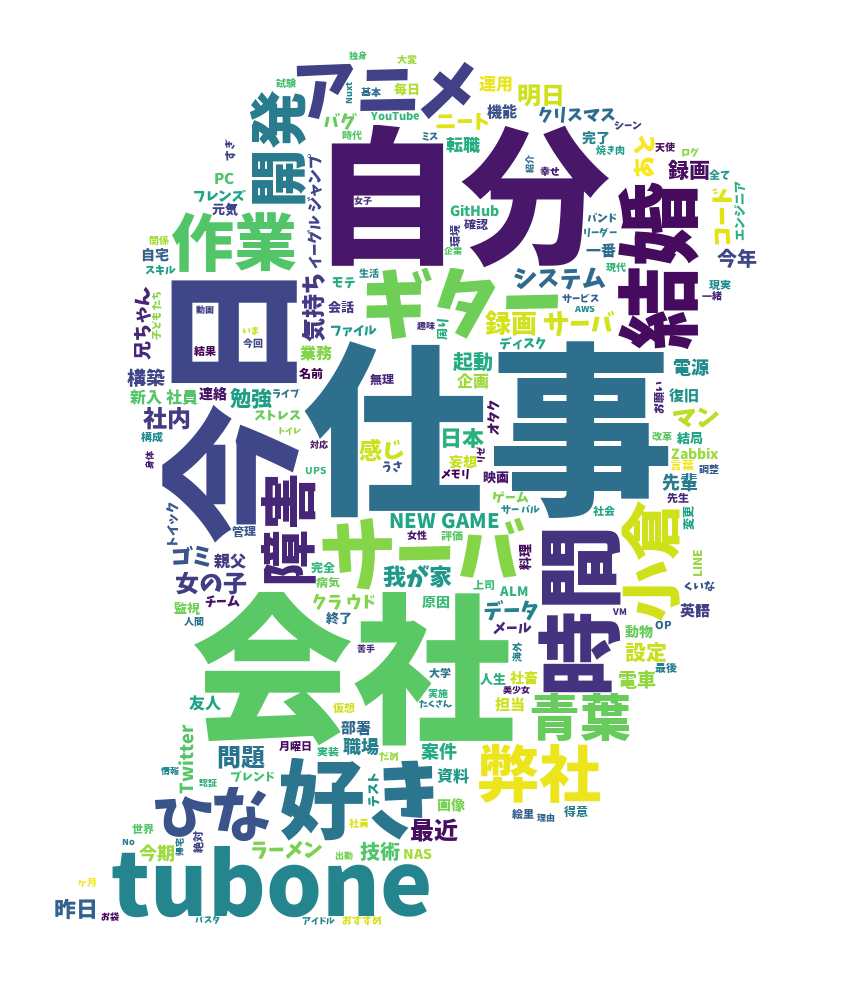 独身
大変
アニメ
試験
Nuxt
基本
毎日
運用
明日
開発
バグ
YouTube
ニート
機能
クリスマス
シーン
時代
ミス
転職
完了
焼き肉
あと
天使
ログ
すき
自分
紹介
幸せ
録画
全て
PC
フレンズ
元気
イーグル ジャンプ
女子
GitHub
確認
環境
企業
バンド
リーダー
一番
結婚
コード
エンジニア
作業
関係
自宅
スキル
今年
現代
現実
一緒
兄ちゃん
子どもたち
今日
動画
いま
今回
結果
気持ち
モテ
生活
会話
ファイル
ギター
趣味
周り
システム
サービス
AWS
録画 サーバ
ディスク
業務
構築
連絡
勉強
ライブ
名前
無理
起動
企画
電源
お願い
復旧
新入 社員
社内
構成
ストレス
トイレ
身体
仕事
オタク
マン
改革
結局
対応
感じ
うさ
日本
妄想
メモリ
映画
Zabbix
言葉
調整
UPS
先輩
先生
障害
トイック
管理
ゲーム
サーバル
社会
NEW GAME
女性
評価
サーバ
料理
時間
小倉
変更
ゴミ
親父
完全
病気
我が家
女の子
チーム
クラウド
原因
上司
ALM
データ
メール
LINE
くいな
英語
VM
OP
監視
人間
終了
動物
設定
最後
会社
苦手
海外
大学
人生
社畜
美少女
電車
実施
たくさん
担当
青葉
友人
仮想
部署
月曜日
実装
職場
だめ
案件
弊社
Twitter
問題
情報
ブレンド
認証
好き
テスト
資料
画像
絵里
理由
得意
ひな
社員
最近
世界
No
今期
帰宅
絶対
ラーメン
出勤
技術
NAS
tubone
ヶ月
昨日
お袋
パスタ
アイドル
おすすめ